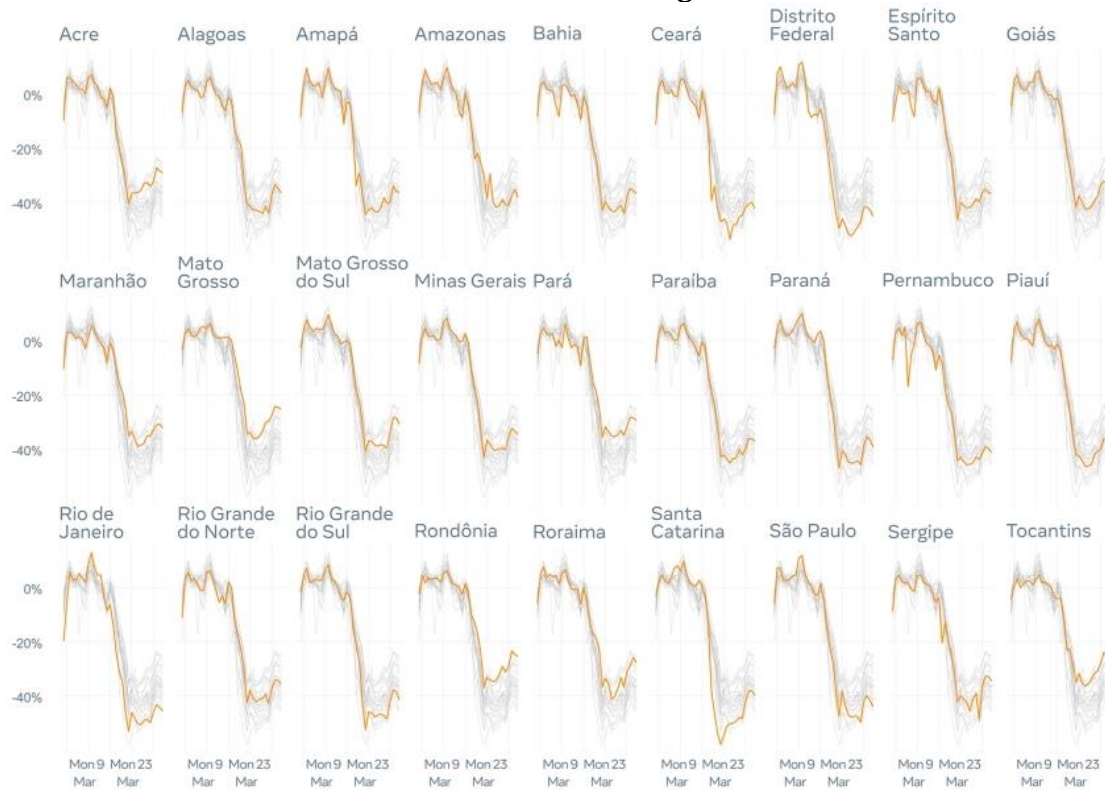 Acre
Alagoas
Amapá
Amazonas
Bahia
Ceará
Distrito
Federal
Espírito
Santo
Goiás
0%
-20%
-40%
Maranhão
Mato
Grosso
Mato Grosso
do Sul
Minas Gerais
Pará
Paraíba
Paraná
Pernambuco
Piauí
0%
-20%
-40%
Rio de
Janeiro
Rio Grande
do Norte
Rio Grande
do Sul
Rondônia
Roraima
Santa
Catarina
São Paulo
Sergipe
Tocantins
0%
-20%
-40%
Mon 9
Mar
Mon 23
Mar
Mon 9
Mar
Mon 23
Mar
Mon 9
Mar
Mon 23
Mar
Mon 9
Mar
Mon 23
Mar
Mon 9
Mar
Mon 23
Mar
Mon 9
Mar
Mon 23
Mar
Mon 9
Mar
Mon 23
Mar
Mon 9
Mar
Mon 23
Mar
Mon 9
Mar
Mon 23
Mar